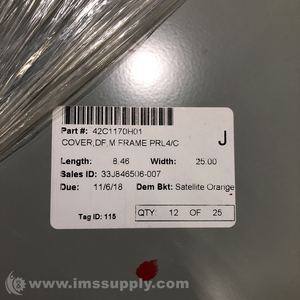 Part #: 42C1170H01
COVER,DF,M FRAME PRL4/C
J
Length: 8.46 Width: 25.00
Sales ID: 33J846506-007
Due: 11/6/18 Dem Bkt: Satellite Orange
Tag ID: 115
QTY: 12 OF 25
© www.imssupply.com